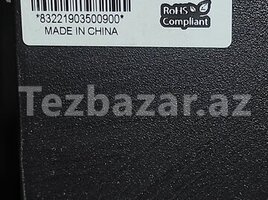 *83221903500900*
MADE IN CHINA
RoHS
Compliant
Tezbazar.az